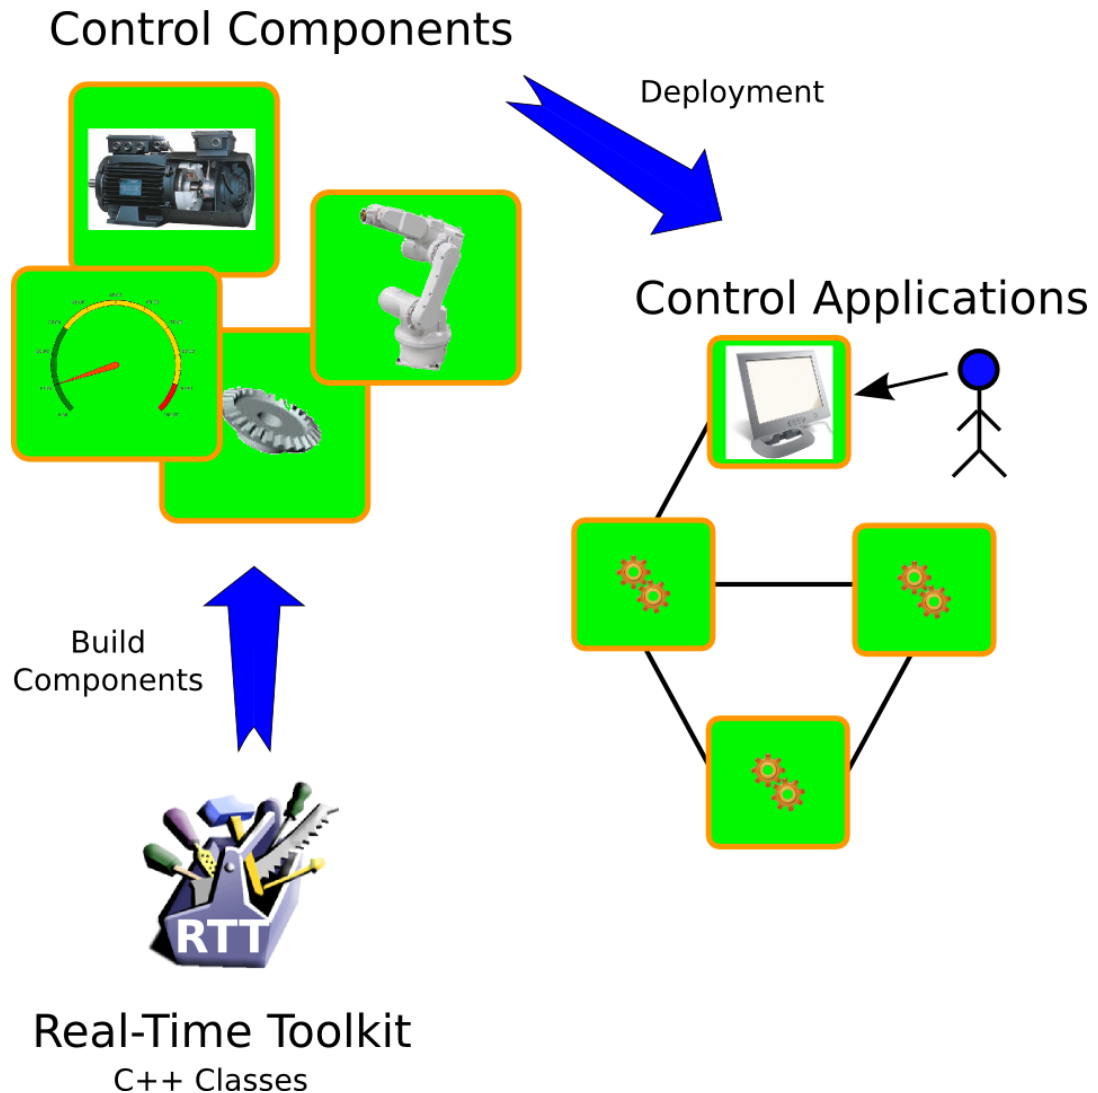 Control Components
Deployment
Control Applications
Build
Components
RTT
Real-Time Toolkit
C++ Classes